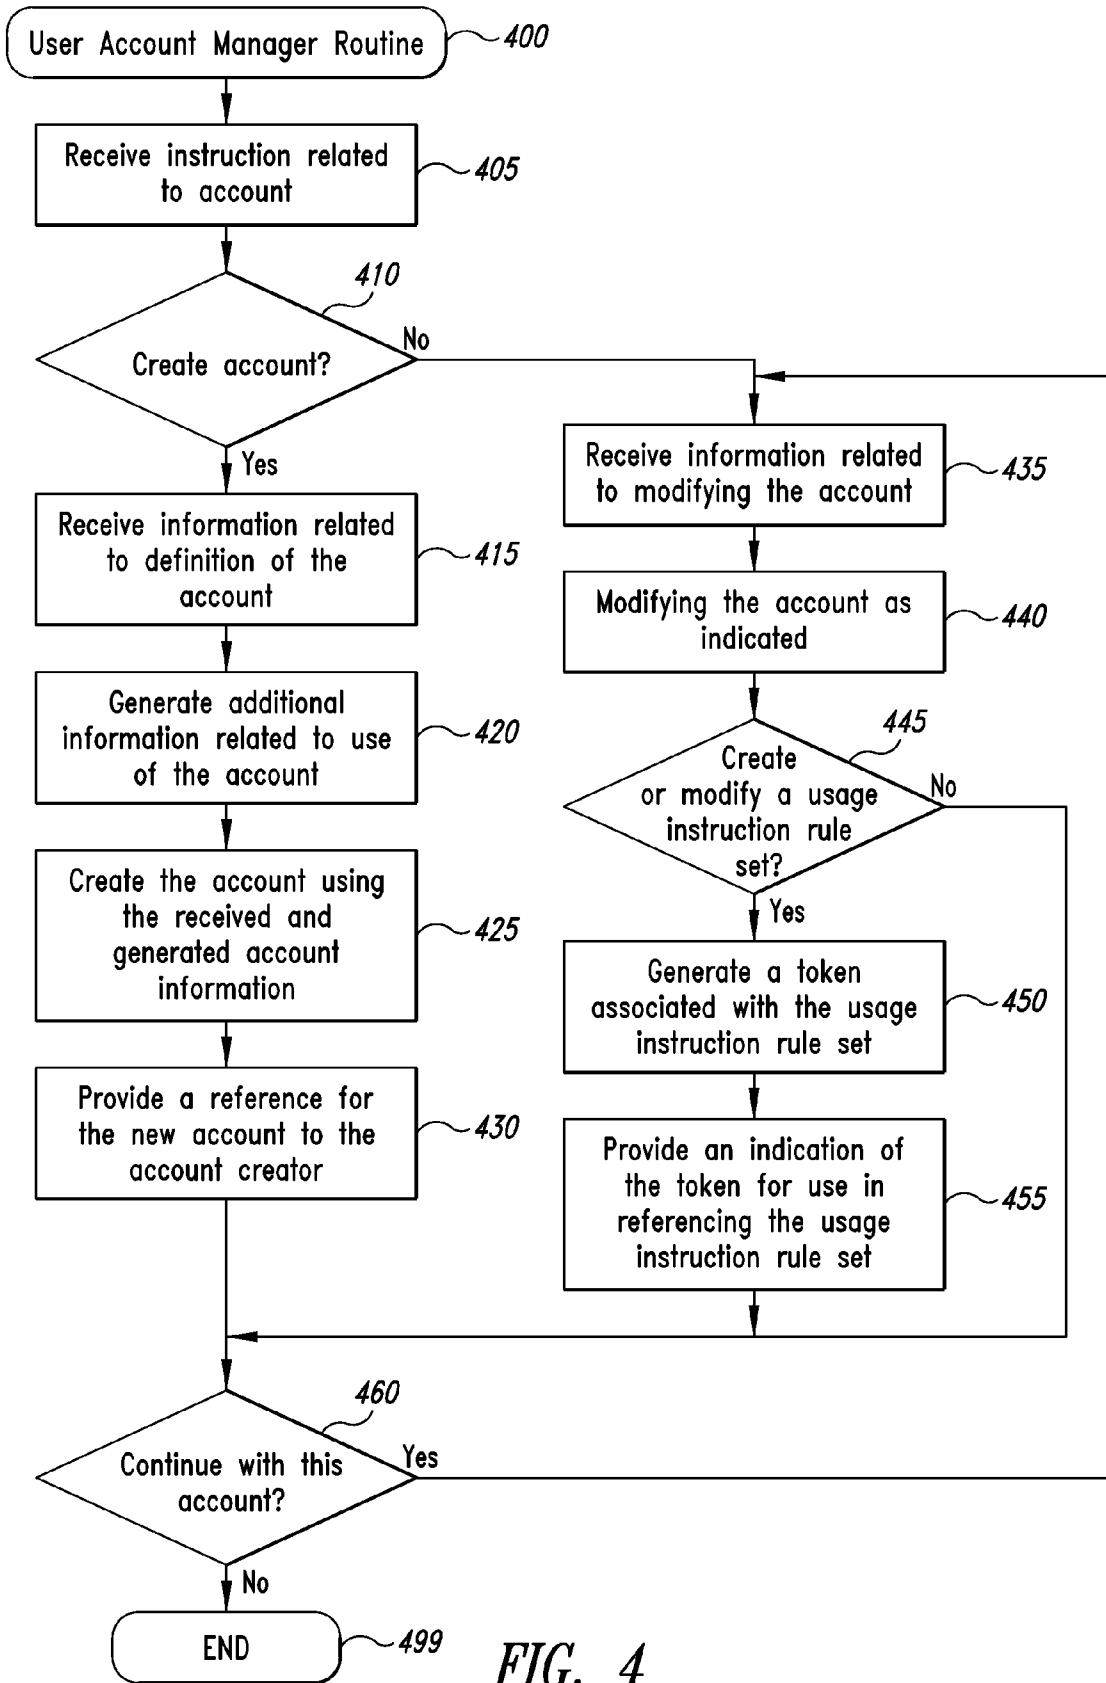 User Account Manager Routine
400
Receive instruction related
to account
405
410
Create account?
No
Yes
Receive information related
to definition of the
account
415
Generate additional
information related to use
of the account
420
Create the account using
the received and
generated account
information
425
Provide a reference for
the new account to the
account creator
430
Receive information related
to modifying the account
435
Modifying the account as
indicated
440
445
Create
or modify a usage
instruction rule
set?
No
Yes
Generate a token
associated with the usage
instruction rule set
450
Provide an indication of
the token for use in
referencing the usage
instruction rule set
455
460
Continue with this
account?
Yes
No
END
499
FIG. 4